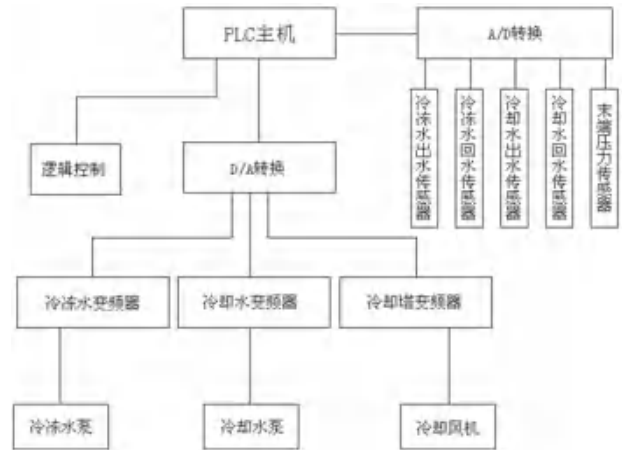 PLC主机
A/D转换
冷冻水出水传感器
冷冻水回水传感器
冷却水出水传感器
冷却水回水传感器
末端压力传感器
逻辑控制
D/A转换
冷冻水变频器
冷却水变频器
冷却塔变频器
冷冻水泵
冷却水泵
冷却风机